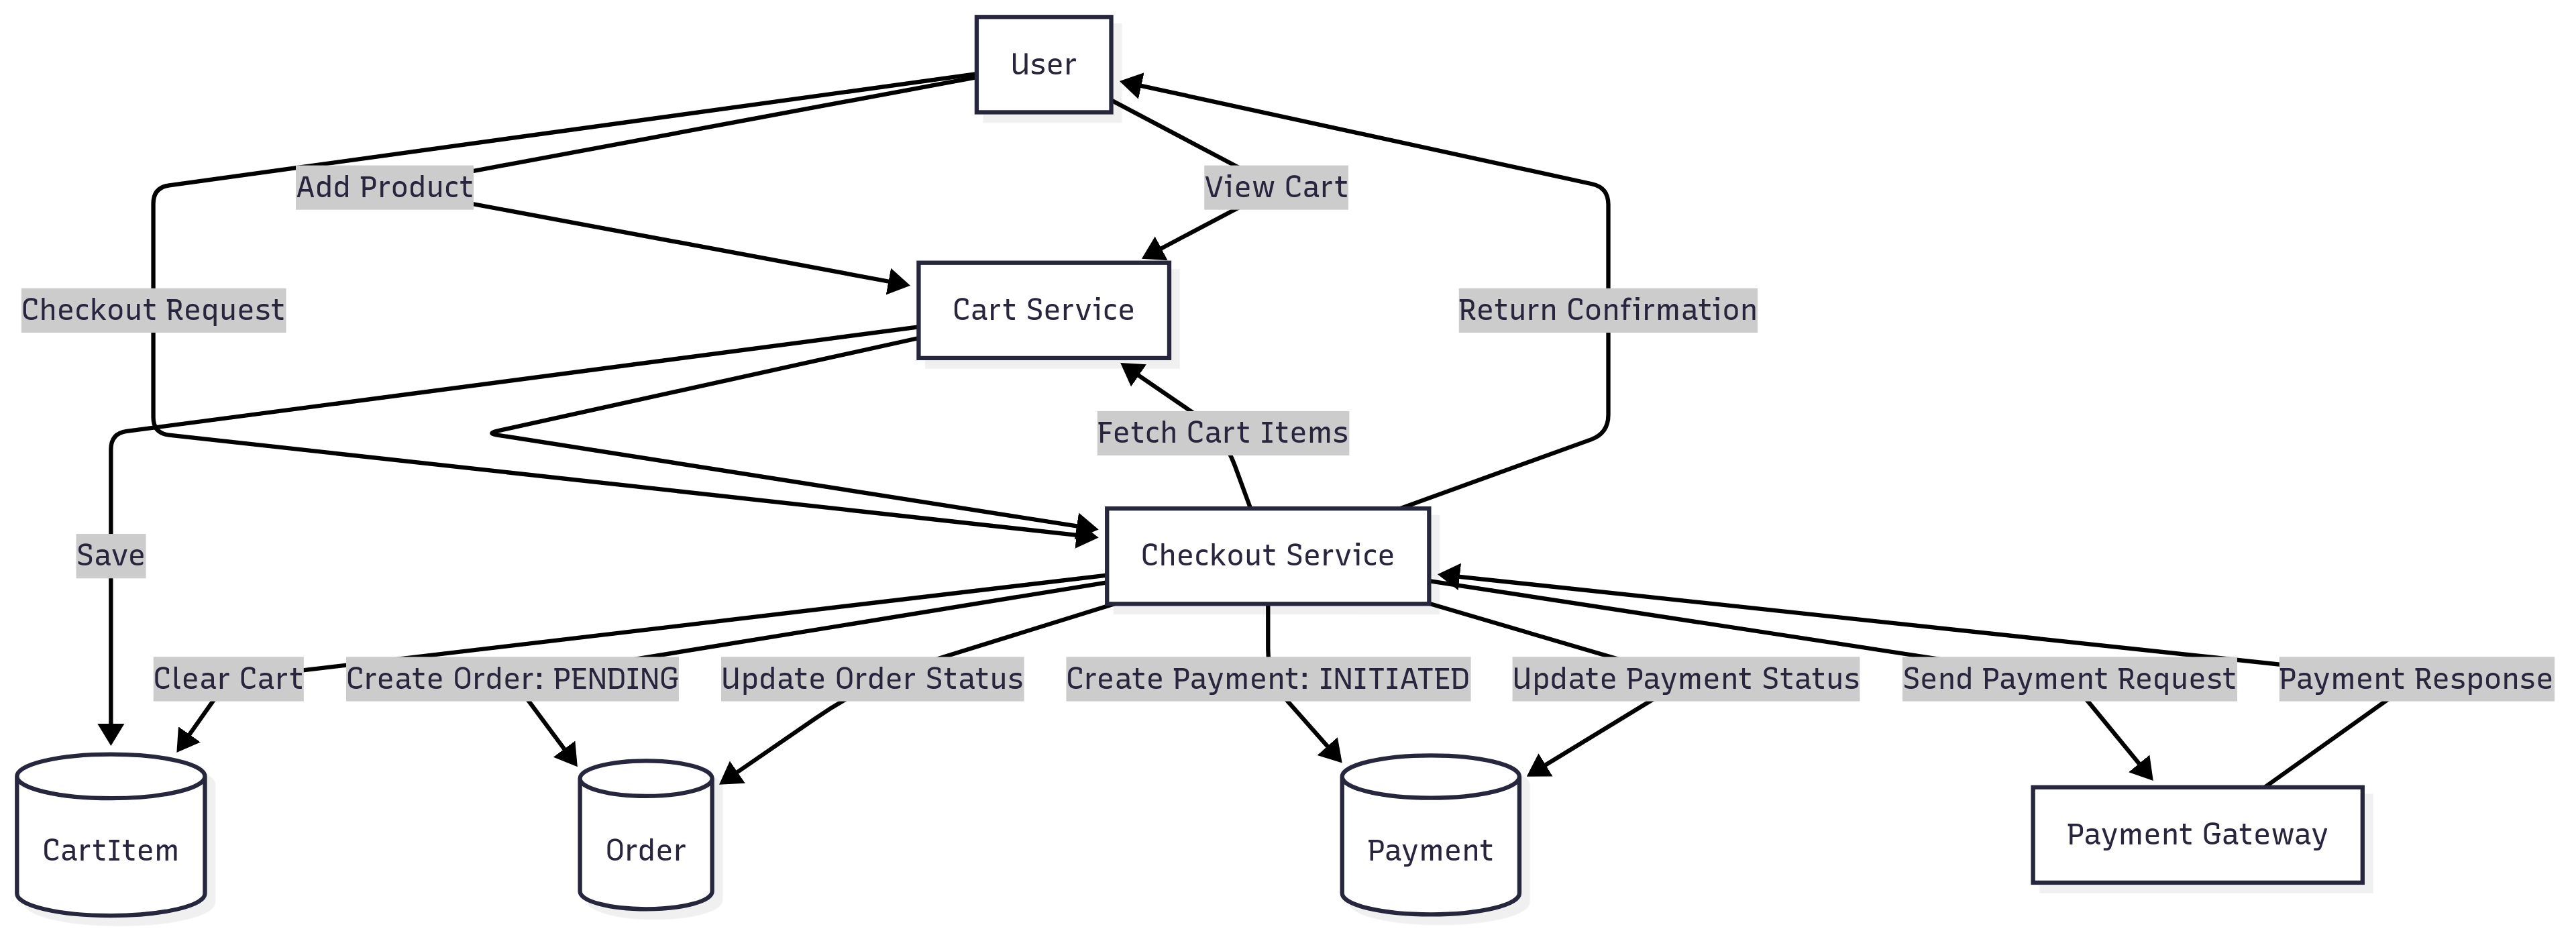 User
Add Product
View Cart
Checkout Request
Cart Service
Return Confirmation
Fetch Cart Items
Save
Checkout Service
Clear Cart
Create Order: PENDING
Update Order Status
Create Payment: INITIATED
Update Payment Status
Send Payment Request
Payment Response
CartItem
Order
Payment
Payment Gateway